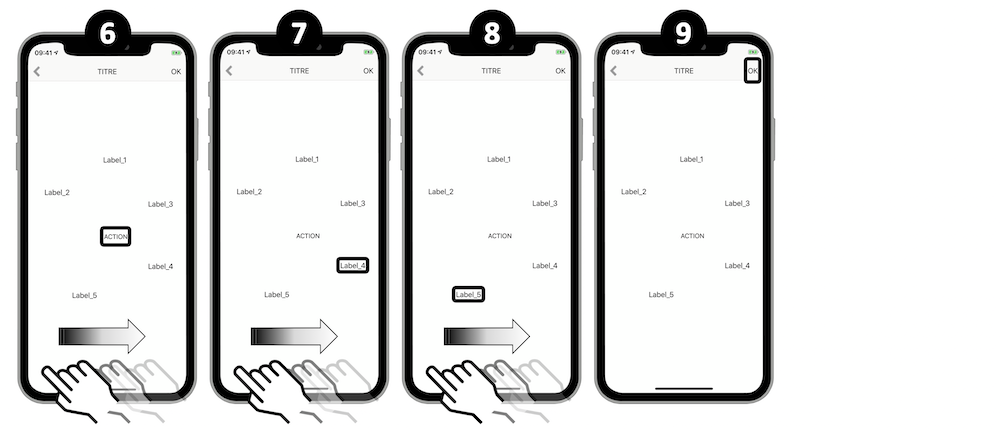 6
09:41
TITRE
OK
Label_1
Label_2
Label_3
ACTION
Label_4
Label_5
7
09:41
TITRE
OK
Label_1
Label_2
Label_3
ACTION
Label_4
Label_5
8
09:41
TITRE
OK
Label_1
Label_2
Label_3
ACTION
Label_4
Label_5
9
09:41
TITRE
OK
Label_1
Label_2
Label_3
ACTION
Label_4
Label_5